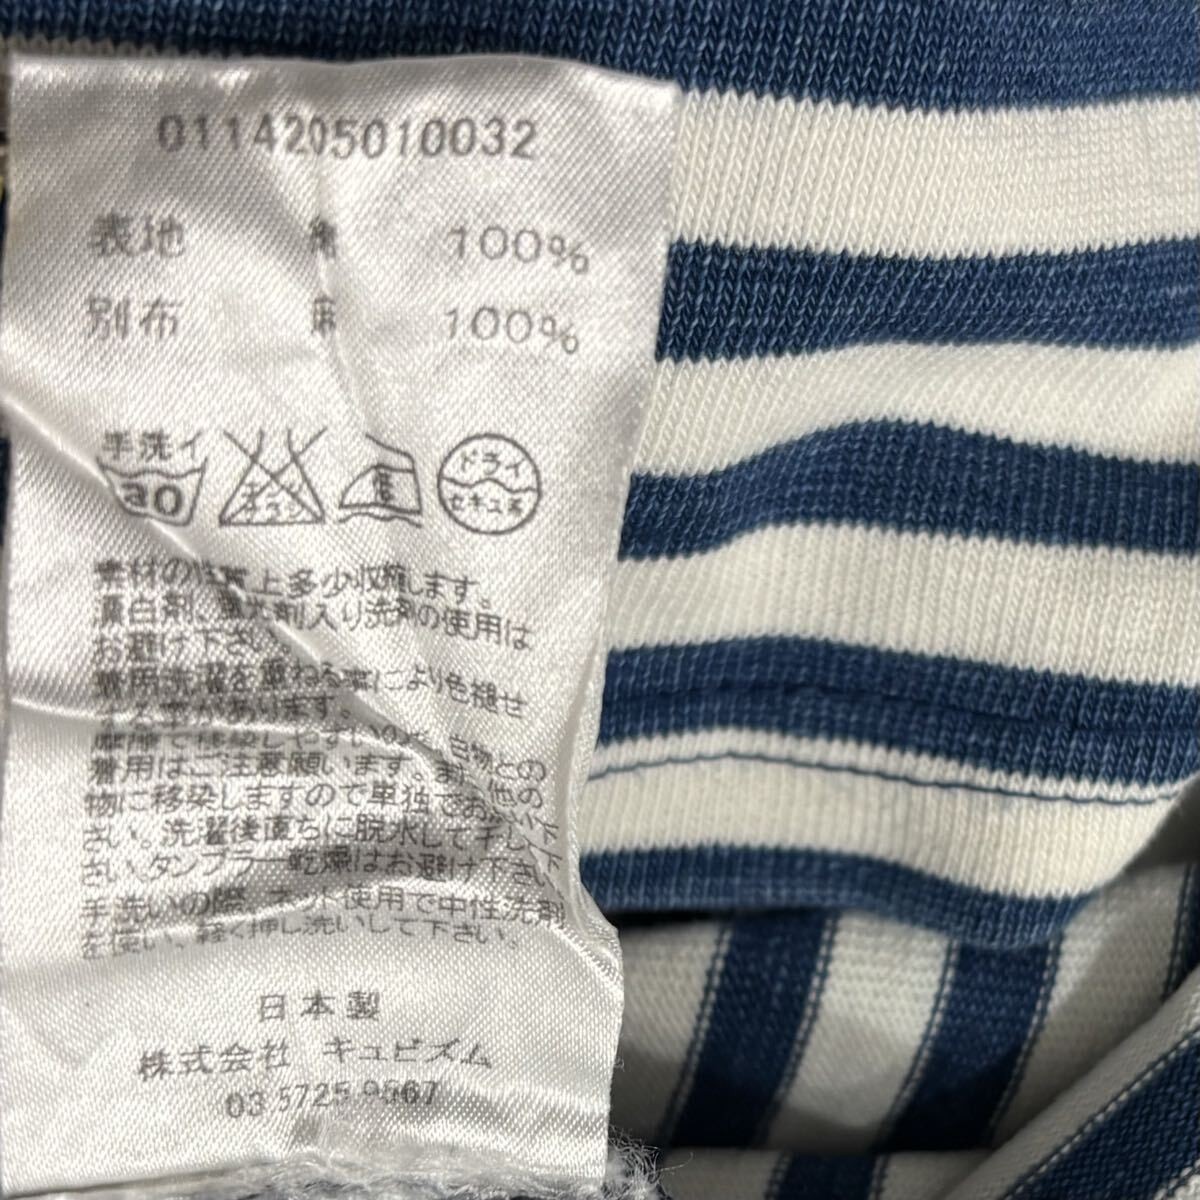 0114205010032
表地 100%
別布 麻 100%
手洗イ
30
エンソサラシ
ドライ
セキユ系
素材の性質上多少収縮します。
蛍白剤、蛍光剤入り洗剤の使用は
お避け下さい。
着用洗濯を重ねる事により色褪せ
する事があります。
摩擦で移染しやすいので、白物との
着用はご注意願います。又、他の
物に移染しますので単独でお洗い下
さい。洗濯後直ちに脱水して干し下
さい。タンブラー乾燥はお避け下さい。
手洗いの際、ネット使用で中性洗剤
を使い、軽く押し洗いして下さい。
日本製
株式会社 キュビズム
03 5725 9567